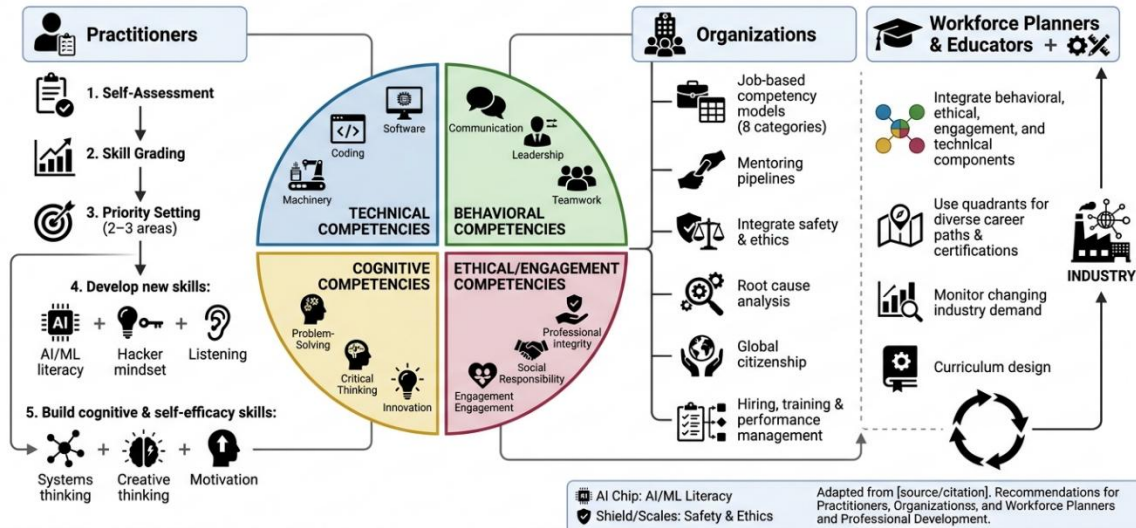 Practitioners
1. Self-Assessment
2. Skill Grading
3. Priority Setting
(2–3 areas)
4. Develop new skills:
AI
AI/ML
literacy
+
Hacker
mindset
+
Listening
5. Build cognitive & self-efficacy skills:
Systems
thinking
+
Creative
thinking
+
Motivation
Software
Coding
Machinery
TECHNICAL
COMPETENCIES
Communication
Leadership
Teamwork
BEHAVIORAL
COMPETENCIES
COGNITIVE
COMPETENCIES
Problem-
Solving
Critical
Thinking
Innovation
ETHICAL/ENGAGEMENT
COMPETENCIES
Professional
integrity
Social
Responsibility
Engagement
Engagement
Organizations
Job-based
competency
models
(8 categories)
Mentoring
pipelines
Integrate safety
& ethics
Root cause
analysis
Global
citizenship
Hiring, training &
performance
management
Workforce Planners
& Educators +
Integrate behavioral,
ethical,
engagement, and
technical
components
Use quadrants for
diverse career
paths &
certifications
Monitor changing
industry demand
Curriculum design
INDUSTRY
AI Chip: AI/ML Literacy
Shield/Scales: Safety & Ethics
Adapted from [source/citation]. Recommendations for
Practitioners, Organizationss, and Workforce Planners
and Professional Development.